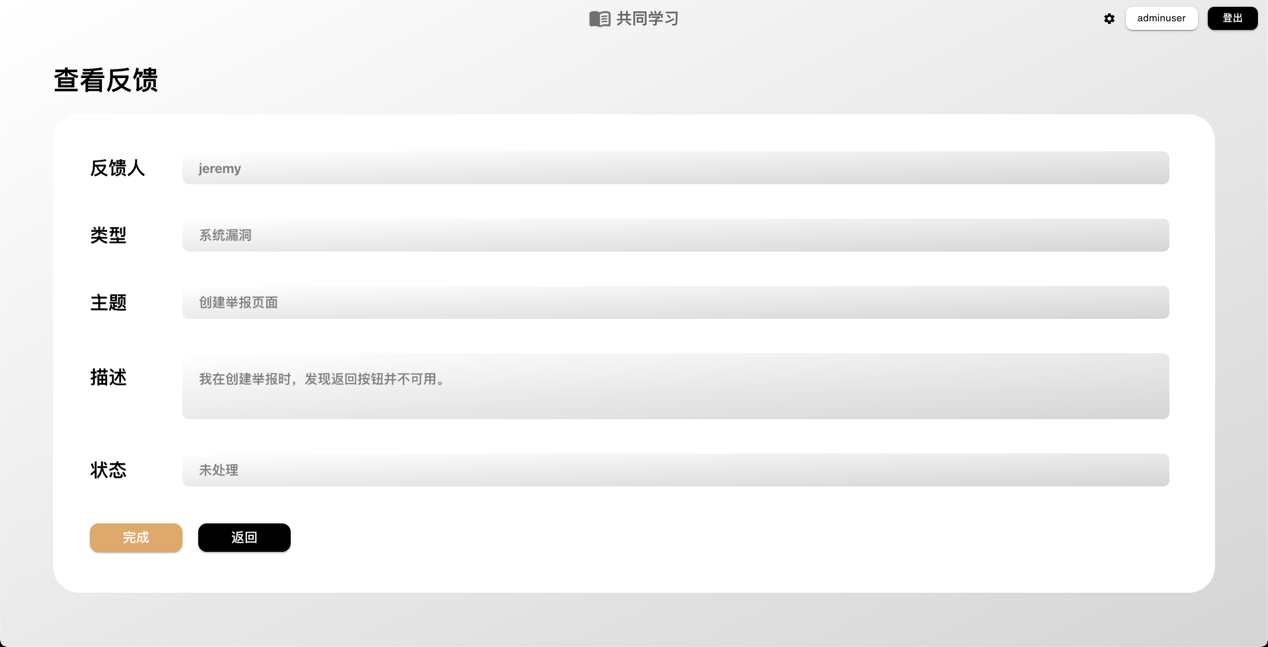 共同学习
adminuser
登出
查看反馈
反馈人
jeremy
类型
系统漏洞
主题
创建举报页面
描述
我在创建举报时，发现返回按钮并不可用。
状态
未处理
完成
返回